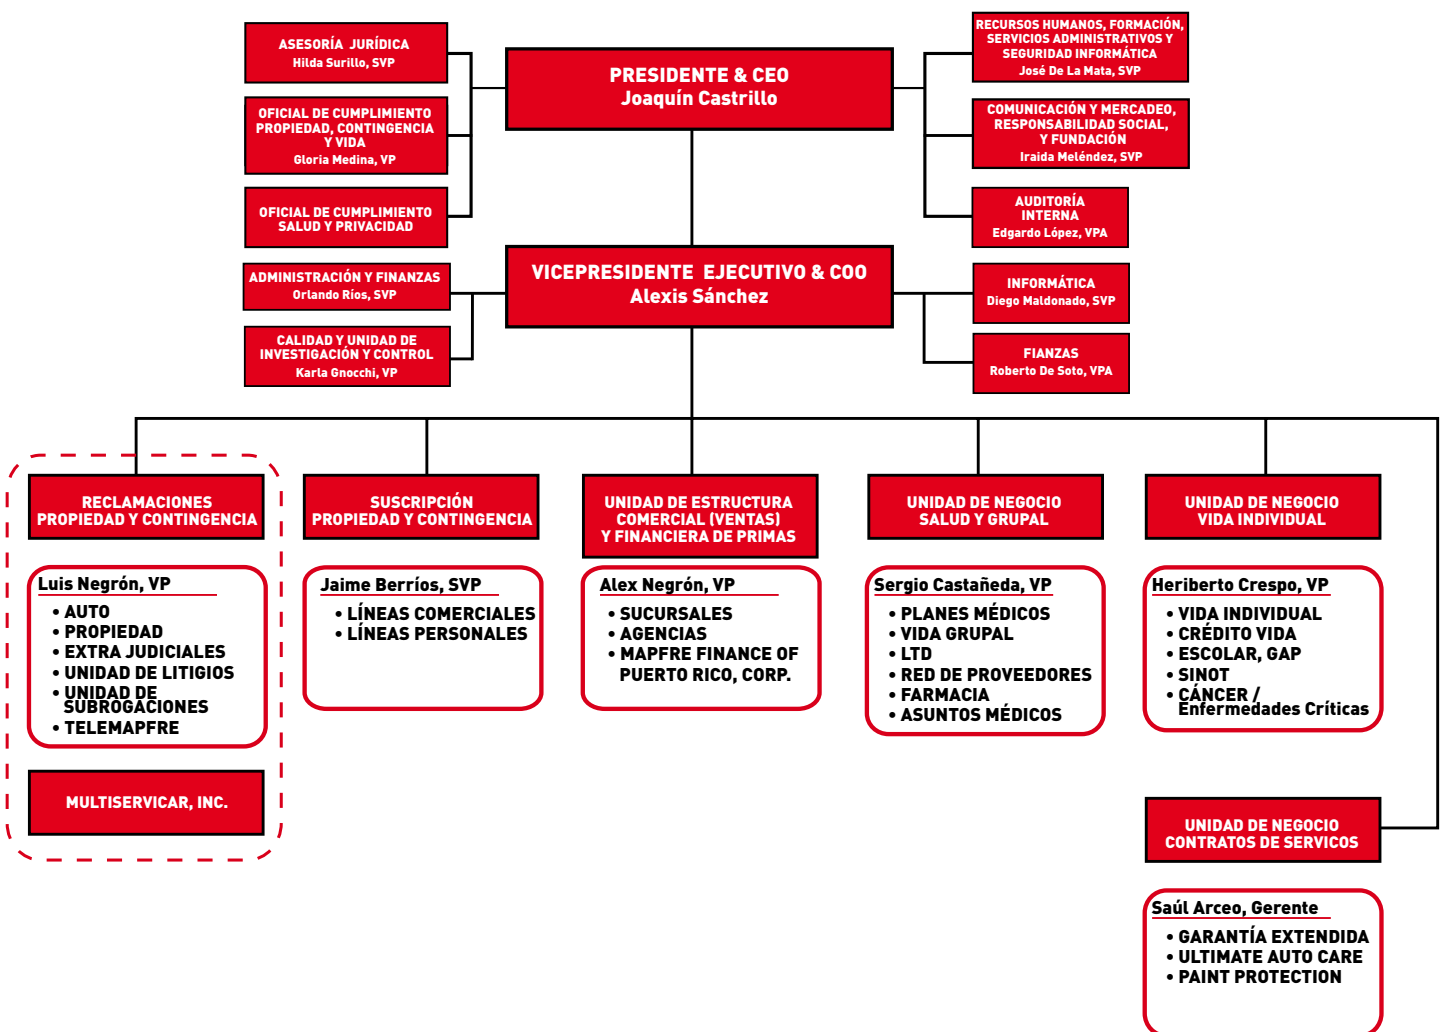 ASESORÍA JURÍDICA
Hilda Surillo, SVP
OFICIAL DE CUMPLIMIENTO
PROPIEDAD, CONTINGENCIA
Y VIDA
Gloria Medina, VP
OFICIAL DE CUMPLIMIENTO
SALUD Y PRIVACIDAD
PRESIDENTE & CEO
Joaquín Castrillo
RECURSOS HUMANOS, FORMACIÓN,
SERVICIOS ADMINISTRATIVOS Y
SEGURIDAD INFORMÁTICA
José De La Mata, SVP
COMUNICACIÓN Y MERCADEO,
RESPONSABILIDAD SOCIAL,
Y FUNDACIÓN
Iraida Meléndez, SVP
AUDITORÍA
INTERNA
Edgardo López, VPA
ADMINISTRACIÓN Y FINANZAS
Orlando Ríos, SVP
CALIDAD Y UNIDAD DE
INVESTIGACIÓN Y CONTROL
Karla Gnocchi, VP
VICEPRESIDENTE EJECUTIVO & COO
Alexis Sánchez
INFORMÁTICA
Diego Maldonado, SVP
FIANZAS
Roberto De Soto, VPA
RECLAMACIONES
PROPIEDAD Y CONTINGENCIA
Luis Negrón, VP
• AUTO
• PROPIEDAD
• EXTRA JUDICIALES
• UNIDAD DE LITIGIOS
• UNIDAD DE
SUBROGACIONES
• TELEMAPFRE
MULTISERVICAR, INC.
SUSCRIPCIÓN
PROPIEDAD Y CONTINGENCIA
Jaime Berríos, SVP
• LÍNEAS COMERCIALES
• LÍNEAS PERSONALES
UNIDAD DE ESTRUCTURA
COMERCIAL (VENTAS)
Y FINANCIERA DE PRIMAS
Alex Negrón, VP
• SUCURSALES
• AGENCIAS
• MAPFRE FINANCE OF
PUERTO RICO, CORP.
UNIDAD DE NEGOCIO
SALUD Y GRUPAL
Sergio Castañeda, VP
• PLANES MÉDICOS
• VIDA GRUPAL
• LTD
• RED DE PROVEEDORES
• FARMACIA
• ASUNTOS MÉDICOS
UNIDAD DE NEGOCIO
VIDA INDIVIDUAL
Heriberto Crespo, VP
• VIDA INDIVIDUAL
• CRÉDITO VIDA
• ESCOLAR, GAP
• SINOT
• CÁNCER /
Enfermedades Críticas
UNIDAD DE NEGOCIO
CONTRATOS DE SERVICOS
Saúl Arceo, Gerente
• GARANTÍA EXTENDIDA
• ULTIMATE AUTO CARE
• PAINT PROTECTION